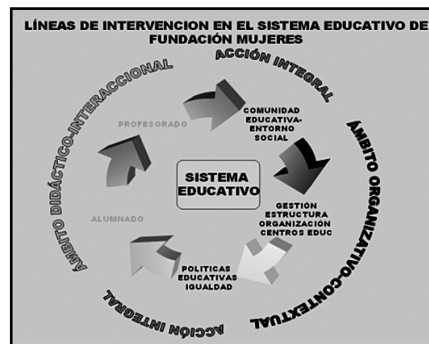 LÍNEAS DE INTERVENCION EN EL SISTEMA EDUCATIVO DE
FUNDACIÓN MUJERES
ACCIÓN INTEGRAL
ÁMBITO DIDÁCTICO-INTERACCIONAL
PROFESORADO
COMUNIDAD
EDUCATIVA-
ENTORNO
SOCIAL
ÁMBITO ORGANIZATIVO-CONTEXTUAL
SISTEMA
EDUCATIVO
ALUMNADO
GESTIÓN
ESTRUCTURA
ORGANIZACIÓN
CENTROS EDUC
POLITICAS
EDUCATIVAS
IGUALDAD
ACCIÓN INTEGRAL